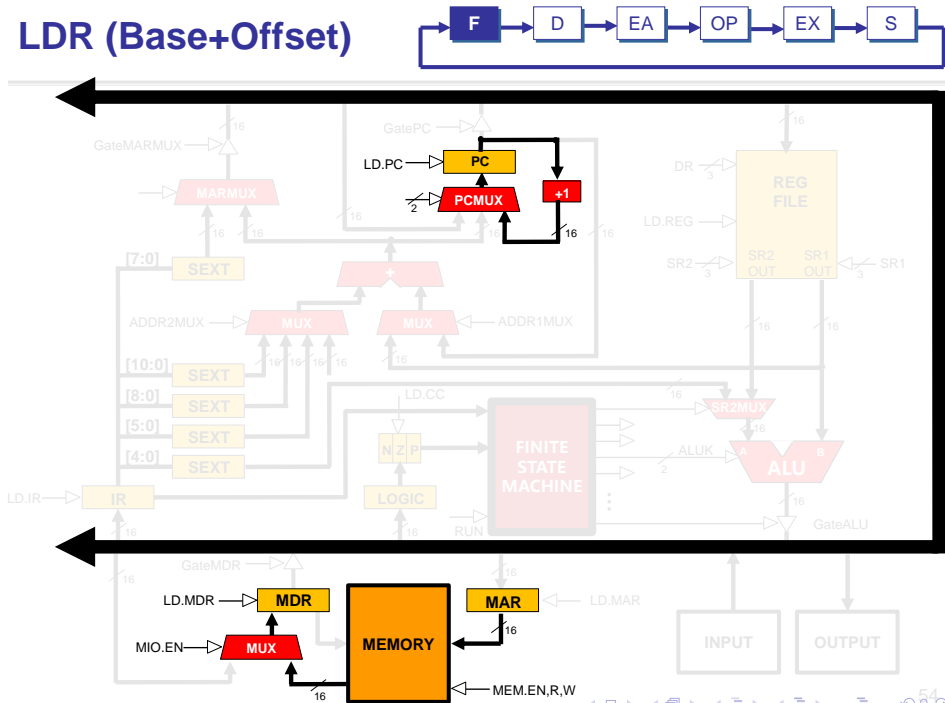 LDR (Base+Offset)
F D EA OP EX S
16
GatePC
16
16
GateMARMUX
LD.PC
PC
DR
3
REG
FILE
MARMUX
2
PCMUX
+1
LD.REG
16
16
16
16
16
16
[7:0]
SEXT
SR2
3
SR2
OUT
SR1
OUT
3
SR1
+
ADDR2MUX
MUX
MUX
ADDR1MUX
16
16
16
16
16
16
16
16
[10:0]
SEXT
LD.CC
16
[8:0]
SEXT
SR2MUX
[5:0]
SEXT
N Z P
FINITE
STATE
MACHINE
16
ALUK
2
A
B
ALU
[4:0]
SEXT
LD.IR
IR
LOGIC
16
16
RUN
16
GateALU
GateMDR
16
16
LD.MDR
MDR
MAR
LD.MAR
16
MIO.EN
MUX
MEMORY
INPUT
OUTPUT
16
MEM.EN,R,W
54